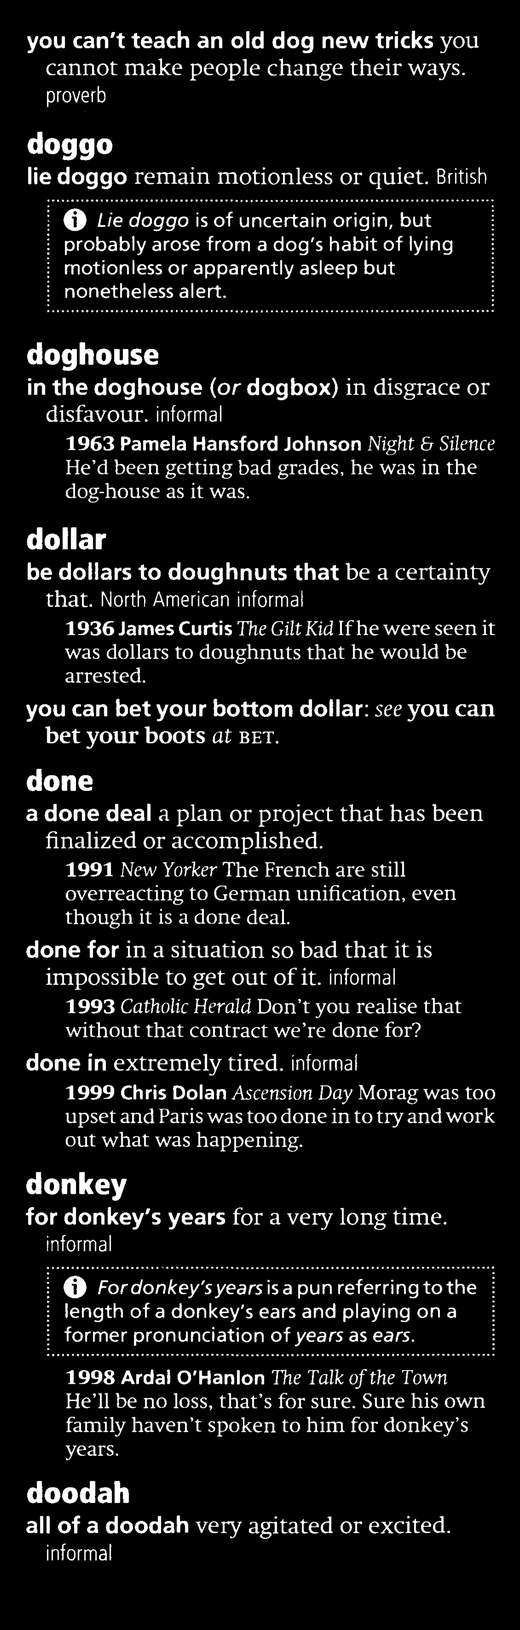 you can't teach an old dog new tricks you
cannot make people change their ways.
proverb
doggo
lie doggo remain motionless or quiet. British
Lie doggo is of uncertain origin, but
probably arose from a dog's habit of lying
motionless or apparently asleep but
nonetheless alert.
doghouse
in the doghouse (or dogbox) in disgrace or
disfavour. informal
1963 Pamela Hansford Johnson Night & Silence
He'd been getting bad grades, he was in the
dog-house as it was.
dollar
be dollars to doughnuts that be a certainty
that. North American informal
1936 James Curtis The Gilt Kid If he were seen it
was dollars to doughnuts that he would be
arrested.
you can bet your bottom dollar: see you can
bet your boots at BET.
done
a done deal a plan or project that has been
finalized or accomplished.
1991 New Yorker The French are still
overreacting to German unification, even
though it is a done deal.
done for in a situation so bad that it is
impossible to get out of it. informal
1993 Catholic Herald Don't you realise that
without that contract we're done for?
done in extremely tired. informal
1999 Chris Dolan Ascension Day Morag was too
upset and Paris was too done in to try and work
out what was happening.
donkey
for donkey's years for a very long time.
informal
For donkey's years is a pun referring to the
length of a donkey's ears and playing on a
former pronunciation of years as ears.
1998 Ardal O'Hanlon The Talk of the Town
He'll be no loss, that's for sure. Sure his own
family haven't spoken to him for donkey's
years.
doodah
all of a doodah very agitated or excited.
informal